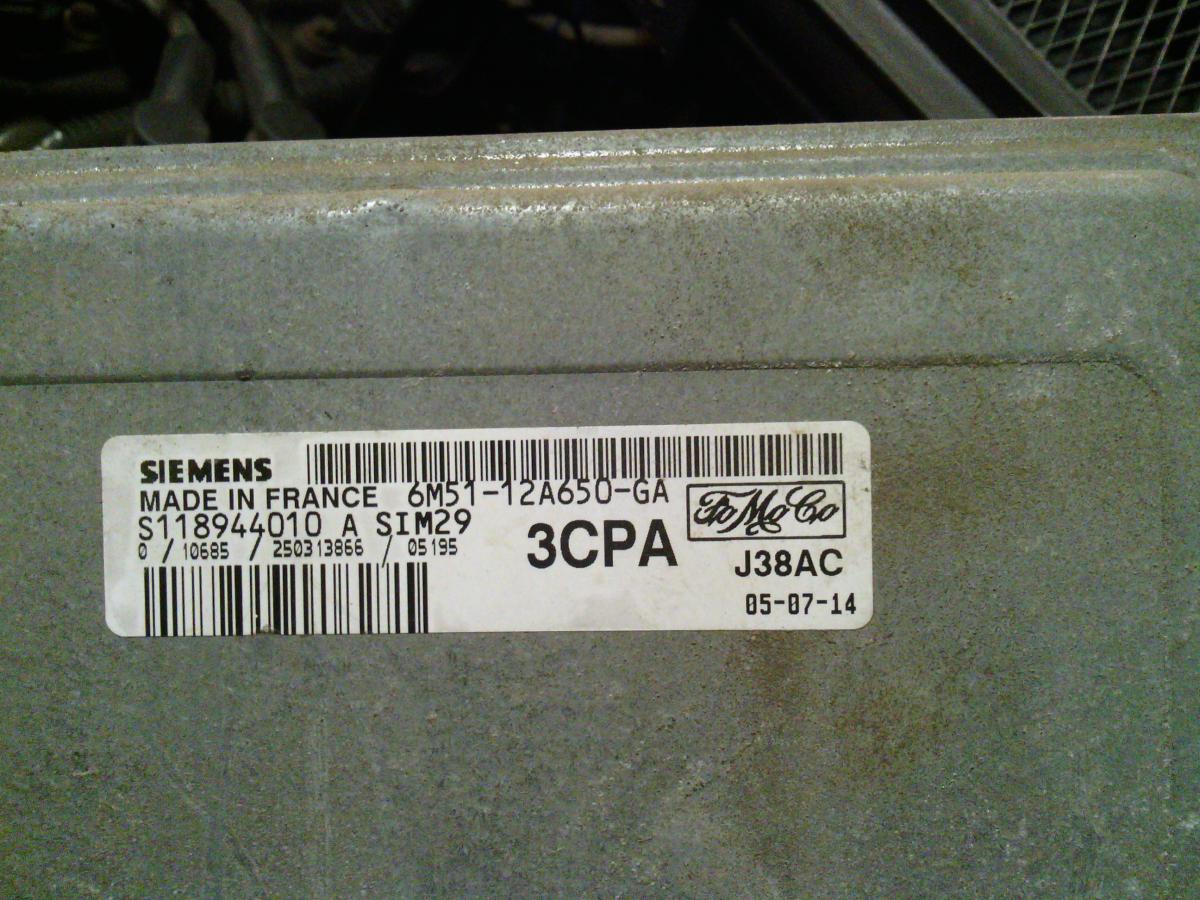 SIEMENS
MADE IN FRANCE 6M51-12A650-GA
S118944010 A SIM29
0 / 10685 / 250313866 / 05195
3CPA
FoMoCo
J38AC
05-07-14